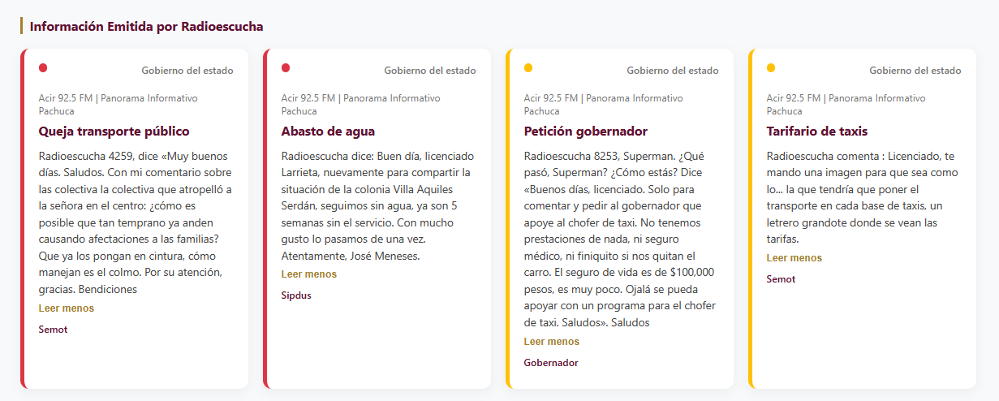 Información Emitida por Radioescucha
Gobierno del estado
Acir 92.5 FM | Panorama Informativo
Pachuca
Queja transporte público
Radioescucha 4259, dice «Muy buenos
días. Saludos. Con mi comentario sobre
las colectiva la colectiva que atropelló a
la señora en el centro: ¿cómo es
posible que tan temprano ya anden
causando afectaciones a las familias?
Que ya los pongan en cintura, cómo
manejan es el colmo. Por su atención,
gracias. Bendiciones
Leer menos
Semot
Gobierno del estado
Acir 92.5 FM | Panorama Informativo
Pachuca
Abasto de agua
Radioescucha dice: Buen día, licenciado
Larrieta, nuevamente para compartir la
situación de la colonia Villa Aquiles
Serdán, seguimos sin agua, ya son 5
semanas sin el servicio. Con mucho
gusto lo pasamos de una vez.
Atentamente, José Meneses.
Leer menos
Sipdus
Gobierno del estado
Acir 92.5 FM | Panorama Informativo
Pachuca
Petición gobernador
Radioescucha 8253, Superman. ¿Qué
pasó, Superman? ¿Cómo estás? Dice
«Buenos días, licenciado. Solo para
comentar y pedir al gobernador que
apoye al chofer de taxi. No tenemos
prestaciones de nada, ni seguro
médico, ni finiquito si nos quitan el
carro. El seguro de vida es de $100,000
pesos, es muy poco. Ojalá se pueda
apoyar con un programa para el chofer
de taxi. Saludos». Saludos
Leer menos
Gobernador
Gobierno del estado
Acir 92.5 FM | Panorama Informativo
Pachuca
Tarifario de taxis
Radioescucha comenta : Licenciado, te
mando una imagen para que sea como
lo... la que tendría que poner el
transporte en cada base de taxis, un
letrero grandote donde se vean las
tarifas.
Leer menos
Semot